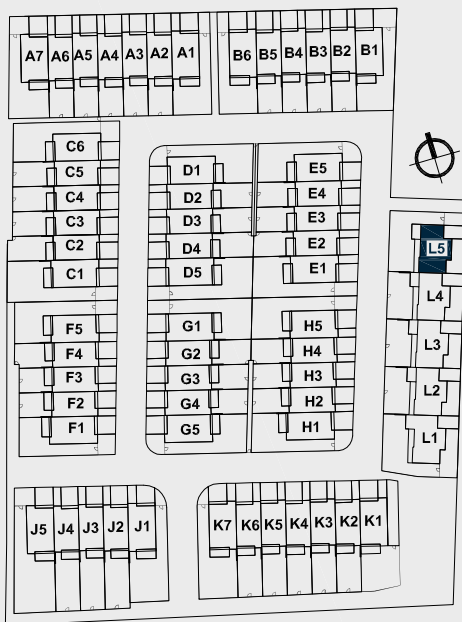 A7 A6 A5 A4 A3 A2 A1
B6 B5 B4 B3 B2 B1
C6
C5
C4
C3
C2
C1
D1
D2
D3
D4
D5
E5
E4
E3
E2
E1
F5
F4
F3
F2
F1
G1
G2
G3
G4
G5
H5
H4
H3
H2
H1
L5
L4
L3
L2
L1
J5 J4 J3 J2 J1
K7 K6 K5 K4 K3 K2 K1